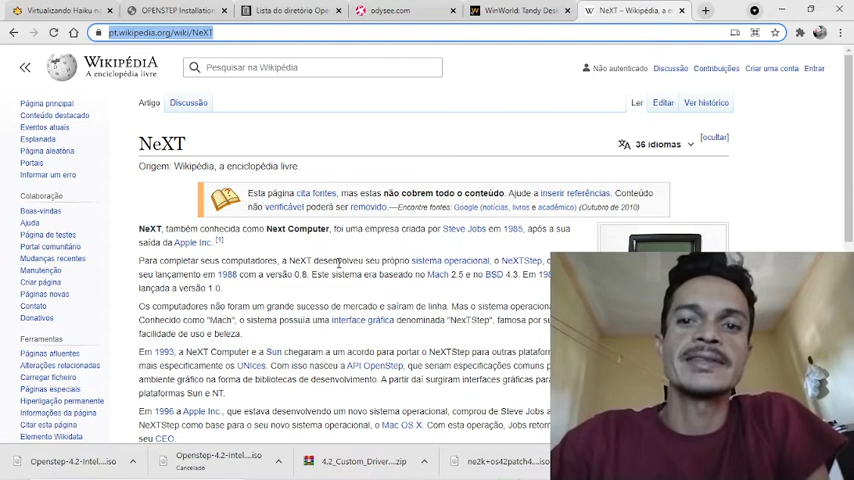 Virtualizando Haiku no
OPENSTEP Installation
Lista do diretório Open
odysee.com
WinWorld: Tandy Desk
NeXT – Wikipédia, a en
pt.wikipedia.org/wiki/NeXT
WIKIPÉDIA
A enciclopédia livre
Pesquisar na Wikipédia
Não autenticado Discussão Contribuições Criar uma conta Entrar
Artigo Discussão
Ler Editar Ver histórico
Página principal
Conteúdo destacado
Eventos atuais
Esplanada
Página aleatória
Portais
Informar um erro
Colaboração
Boas-vindas
Ajuda
Página de testes
Portal comunitário
Mudanças recentes
Manutenção
Criar página
Contato
Donativos
Ferramentas
Páginas afluentes
Alterações relacionadas
Carregar ficheiro
Páginas especiais
Hiperligação permanente
Informações da página
Citar esta página
Elemento Wikidata
NeXT
36 idiomas
[ocultar]
Origem: Wikipédia, a enciclopédia livre.
Esta página cita fontes, mas estas não cobrem todo o conteúdo. Ajude a inserir referências. Conteúdo
não verificável poderá ser removido.—Encontre fontes: Google (notícias, livros e acadêmico) (Outubro de 2010)
NeXT, também conhecida como Next Computer, foi uma empresa criada por Steve Jobs em 1985, após a sua
saída da Apple Inc. [1]
Para completar seus computadores, a NeXT desenvolveu seu próprio sistema operacional, o NeXTStep,
seu lançamento em 1988 com a versão 0.8. Este sistema era baseado no Mach 2.5 e no BSD 4.3. Em
lançada a versão 1.0.
Os computadores não foram um grande sucesso de mercado e saíram de linha. Mas o sistema
Conhecido como "Mach", o sistema possuía uma interface gráfica denominada "NeXTStep", famosa por
facilidade de uso e beleza.
Em 1993, a NeXT Computer e a Sun chegaram a um acordo para portar o NeXTStep para outras
mais especificamente os UNIces. Com isso nasceu a API OpenStep, que seriam especificações comuns
ambiente gráfico na forma de bibliotecas de desenvolvimento. A partir daí surgiram interfaces gráficas para
plataformas Sun e NT.
Em 1996 a Apple Inc., que estava desenvolvendo um novo sistema operacional, comprou de Steve Jobs
NeXTStep como base para o seu novo sistema operacional, o Mac OS X. Com esta operação, Jobs
seu CEO.
Openstep-4.2-Intel....iso
Openstep-4.2-Intel....iso
Cancelado
4.2_Custom_Driver....zip
ne2k+os42patch4....iso